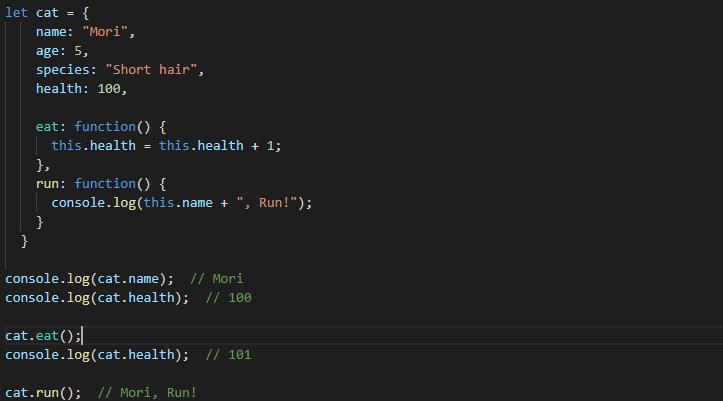 let cat = {
    name: "Mori",
    age: 5,
    species: "Short hair",
    health: 100,

    eat: function() {
      this.health = this.health + 1;
    },
    run: function() {
      console.log(this.name + ", Run!");
    }
  }

console.log(cat.name);  // Mori
console.log(cat.health);  // 100

cat.eat();
console.log(cat.health);  // 101

cat.run();  // Mori, Run!